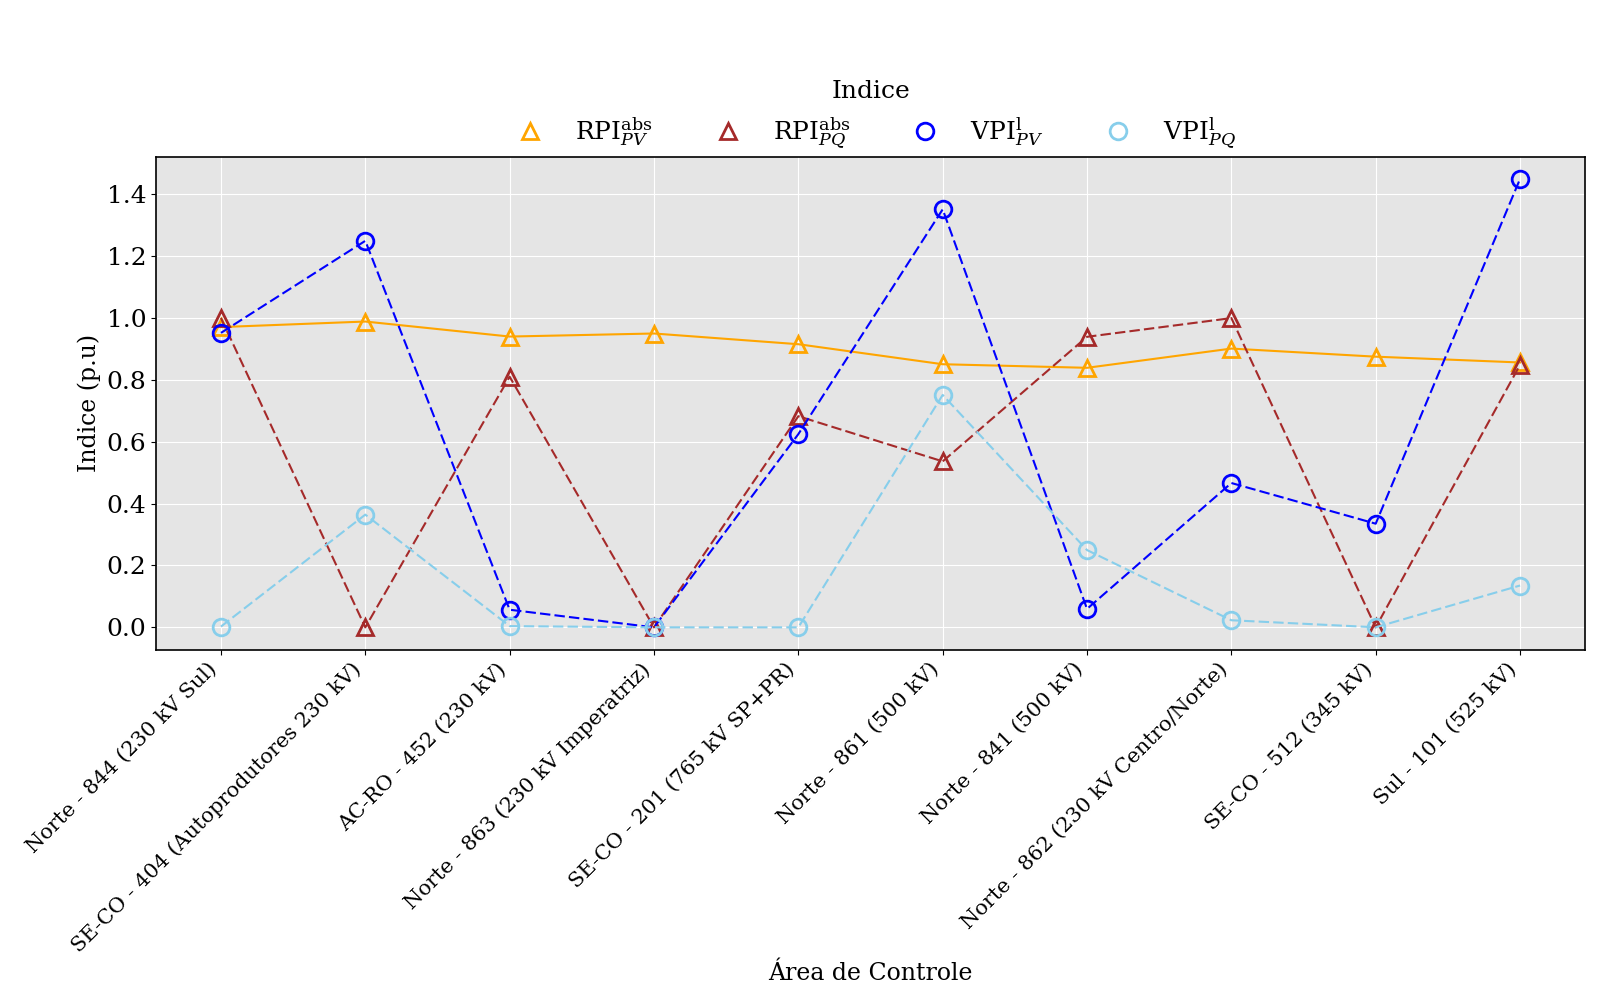 Indice
RPI_{PV}^{abs} RPI_{PQ}^{abs} VPI_{PV}^{l} VPI_{PQ}^{l}
Indice (p.u)
1.4
1.2
1.0
0.8
0.6
0.4
0.2
0.0
Norte - 844 (230 kV Sul)
SE-CO - 404 (Autoprodutores 230 kV)
AC-RO - 452 (230 kV)
Norte - 863 (230 kV Imperatriz)
SE-CO - 201 (765 kV SP+PR)
Norte - 861 (500 kV)
Norte - 841 (500 kV)
Norte - 862 (230 kV Centro/Norte)
SE-CO - 512 (345 kV)
Sul - 101 (525 kV)
Área de Controle